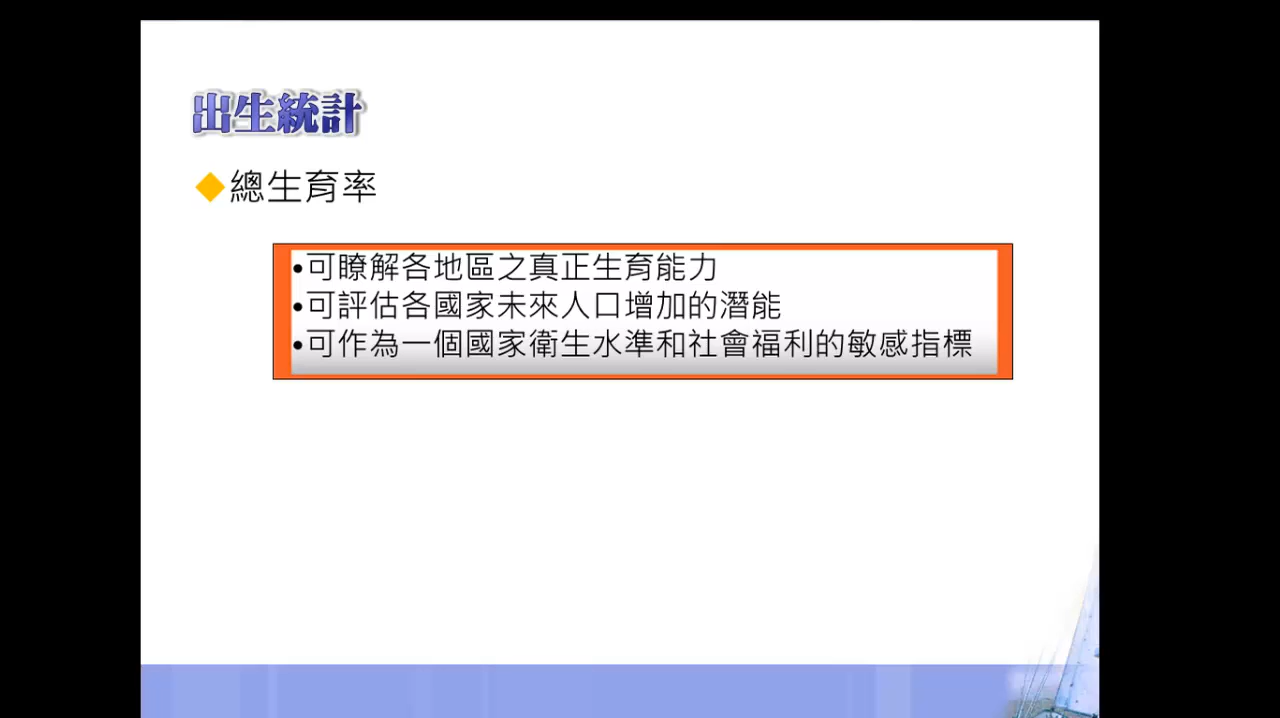 出生統計
◆總生育率
•可瞭解各地區之真正生育能力
•可評估各國家未來人口增加的潛能
•可作為一個國家衛生水準和社會福利的敏感指標